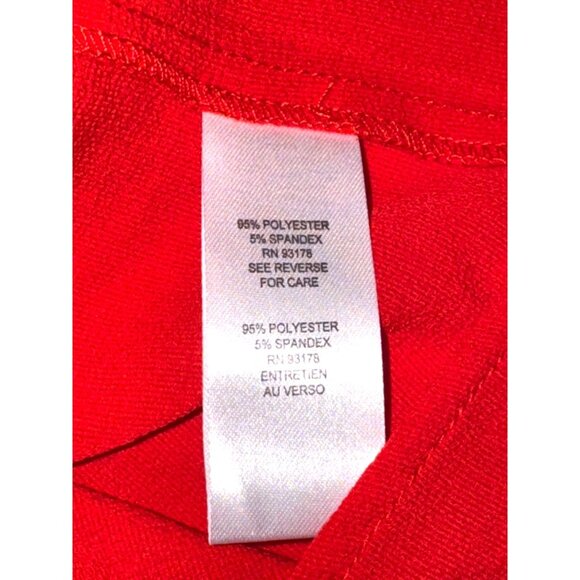 95% POLYESTER
5% SPANDEX
RN 93178
SEE REVERSE
FOR CARE
95% POLYESTER
5% SPANDEX
RN 93178
ENTRETIEN
AU VERSO